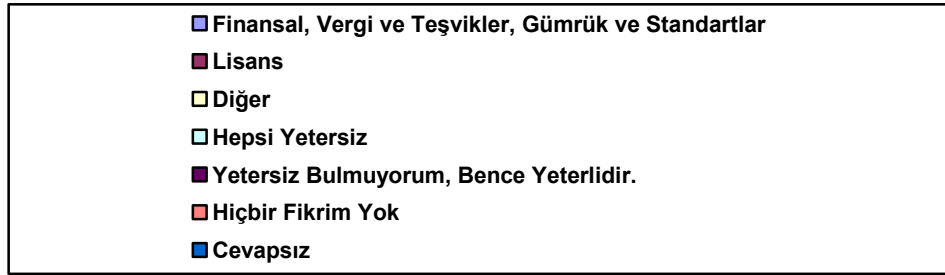 Finansal, Vergi ve Teşvikler, Gümrük ve Standartlar
Lisans
Diğer
Hepsi Yetersiz
Yetersiz Bulmuyorum, Bence Yeterlidir.
Hiçbir Fikrim Yok
Cevapsız